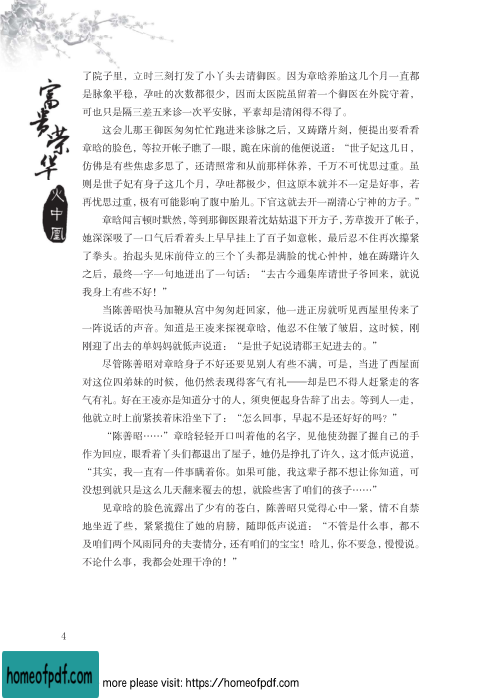 富贵荣华
火中凰
了院子里，立时三刻打发了小丫头去请御医。因为章晗养胎这几个月一直都
是脉象平稳，孕吐的次数都很少，因而太医院虽留着一个御医在外院守着，
可也只是隔三差五来诊一次平安脉，平素却是清闲得不得了。
这会儿那王御医匆匆忙忙跑进来诊脉之后，又踌躇片刻，便提出要看看
章晗的脸色，等拉开帐子瞧了一眼，跪在床前的他便说道：“世子妃这几日，
仿佛是有些焦虑多思了，还请照常和从前那样休养，千万不可忧思过重。虽
则是世子妃有身子这几个月，孕吐都极少，但这原本就并不一定是好事，若
再忧思过重，极有可能影响了腹中胎儿。下官这就去开一副清心宁神的方子。”
章晗闻言顿时默然，等到那御医跟着沈姑姑退下开方子，芳草拨开了帐子，
她深深吸了一口气后看着头上早早挂上了百子如意帐，最后忍不住再次攥紧
了拳头。抬起头见床前侍立的三个丫头都是满脸的忧心忡忡，她在踌躇许久
之后，最终一字一句地迸出了一句话：“去古今通集库请世子爷回来，就说
我身上有些不好！”
当陈善昭快马加鞭从宫中匆匆赶回家，他一进正房就听见西屋里传来了
一阵说话的声音。知道是王凌来探视章晗，他忍不住皱了皱眉，这时候，刚
刚迎了出去的单妈妈就低声说道：“是世子妃说请郡王妃进去的。”
尽管陈善昭对章晗身子不好还要见别人有些不满，可是，当进了西屋面
对这位四弟妹的时候，他仍然表现得客气有礼——却是巴不得人赶紧走的客
气有礼。好在王凌亦是知道分寸的人，须臾便起身告辞了出去。等到人一走，
他就立时上前紧挨着床沿坐下了：“怎么回事，早起不是还好好的吗？”
“陈善昭……”章晗轻轻开口叫着他的名字，见他使劲握了握自己的手
作为回应，眼看着丫头们都退出了屋子，她仍是挣扎了许久，这才低声说道，
“其实，我一直有一件事瞒着你。如果可能，我这辈子都不想让你知道，可
没想到就只是这么几天翻来覆去的想，就险些害了咱们的孩子……”
见章晗的脸色流露出了少有的苍白，陈善昭只觉得心中一紧，情不自禁
地坐近了些，紧紧揽住了她的肩膀，随即低声说道：“不管是什么事，都不
及咱们两个风雨同舟的夫妻情分，还有咱们的宝宝！晗儿，你不要急，慢慢说。
不论什么事，我都会处理干净的！”
4
homeofpdf.com
more please visit: https://homeofpdf.com